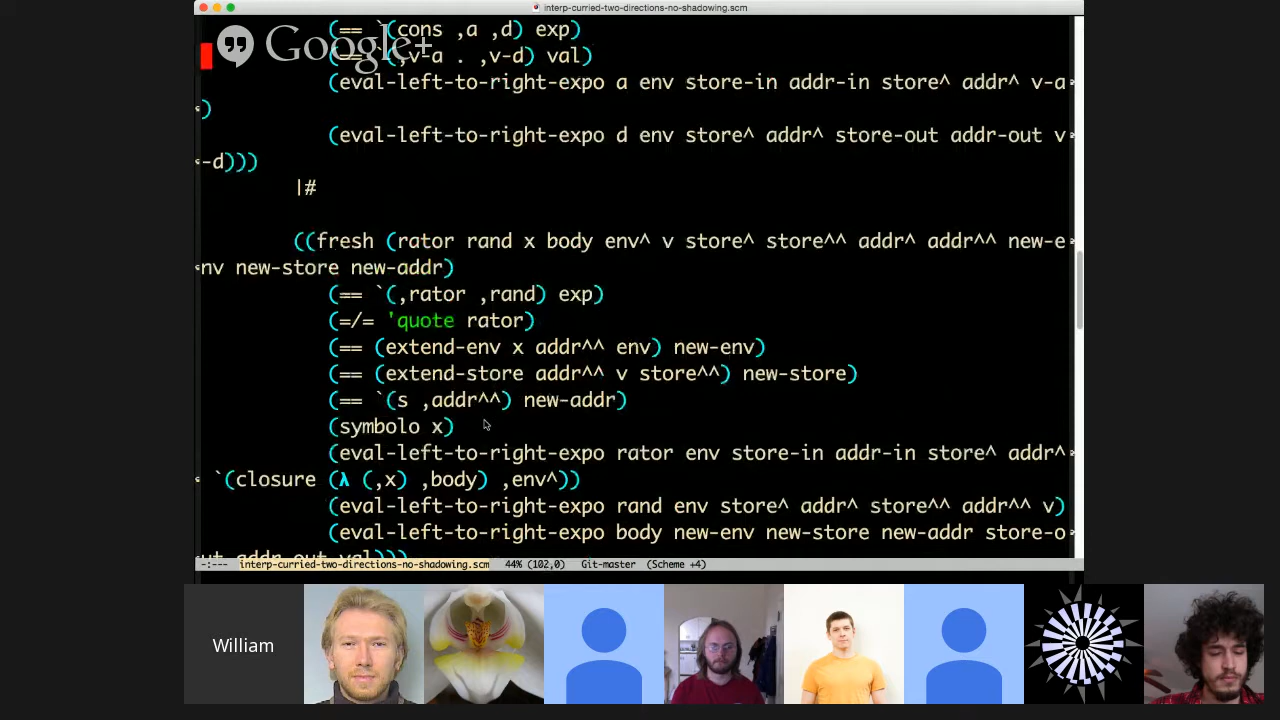 interp-curried-two-directions-no-shadowing.scm
(== `(cons ,a ,d) exp)
Google+
(== `(,v-a . ,v-d) val)
(eval-left-to-right-expo a env store-in addr-in store^ addr^ v-a
)
(eval-left-to-right-expo d env store^ addr^ store-out addr-out v
-d)))
|#
((fresh (rator rand x body env^ v store^ store^^ addr^ addr^^ new-e
nv new-store new-addr)
(== `(,rator ,rand) exp)
(=/= 'quote rator)
(== (extend-env x addr^^ env) new-env)
(== (extend-store addr^^ v store^^) new-store)
(== `(s ,addr^^) new-addr)
(symbolo x)
(eval-left-to-right-expo rator env store-in addr-in store^ addr^
`(closure (λ (,x) ,body) ,env^))
(eval-left-to-right-expo rand env store^ addr^ store^^ addr^^ v)
(eval-left-to-right-expo body new-env new-store new-addr store-o
ut addr-out val)))
-:--- interp-curried-two-directions-no-shadowing.scm 44% (102,0) Git-master (Scheme +4)
William